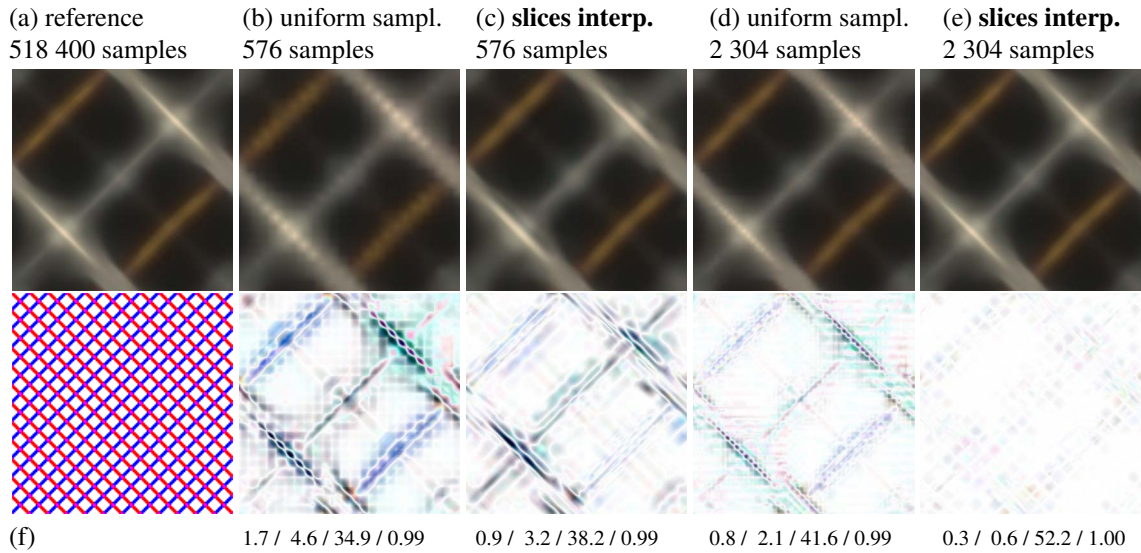 (a) reference
518 400 samples
(b) uniform sampl.
576 samples
(c) slices interp.
576 samples
(d) uniform sampl.
2 304 samples
(e) slices interp.
2 304 samples
(f)
1.7 / 4.6 / 34.9 / 0.99
0.9 / 3.2 / 38.2 / 0.99
0.8 / 2.1 / 41.6 / 0.99
0.3 / 0.6 / 52.2 / 1.00